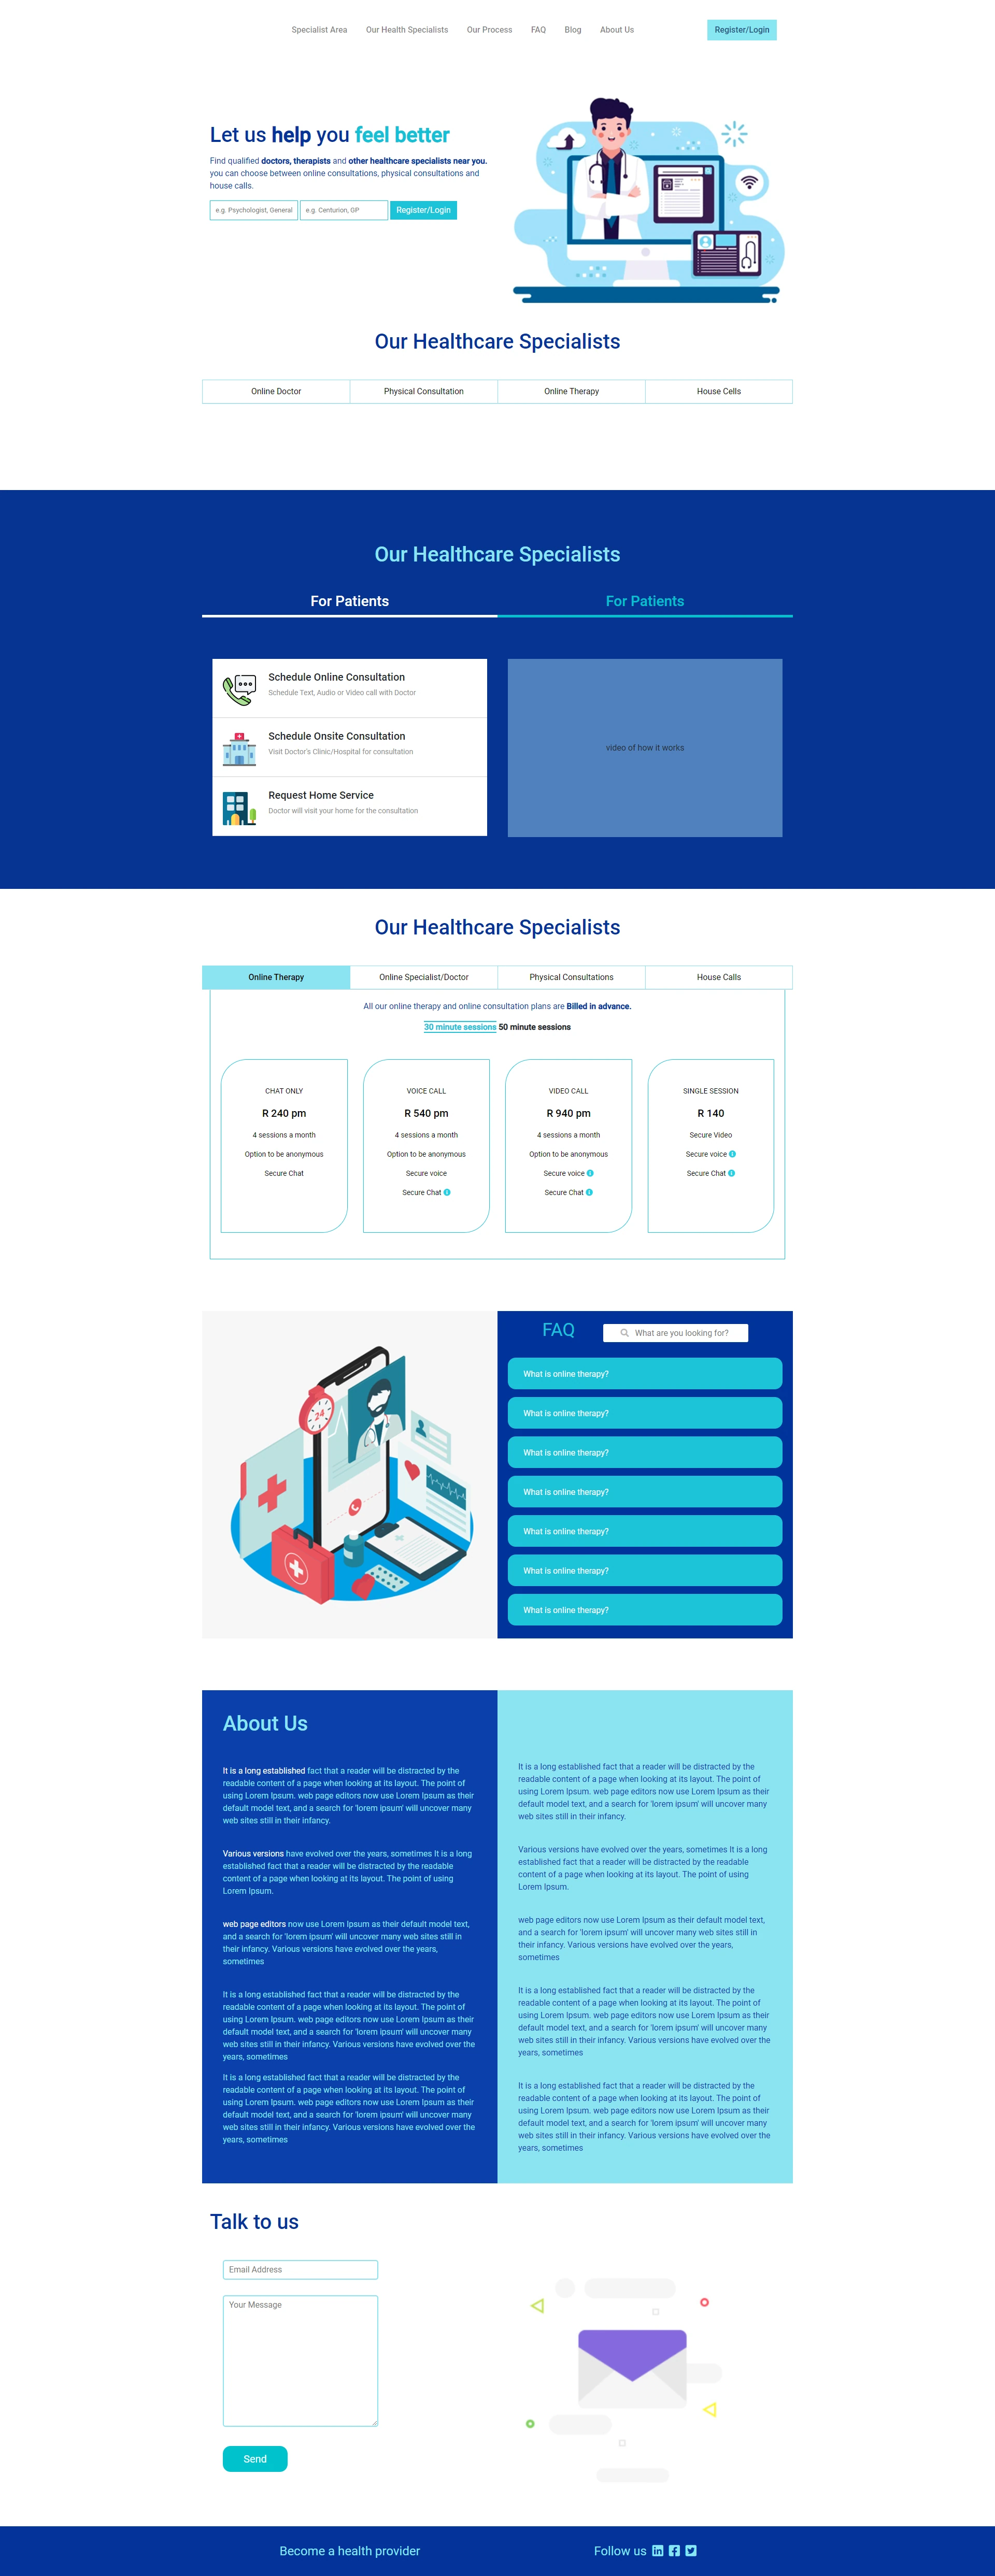 Specialist Area Our Health Specialists Our Process FAQ Blog About Us Register/Login
Let us help you feel better
Find qualified doctors, therapists and other healthcare specialists near you.
you can choose between online consultations, physical consultations and
house calls.
e.g. Psychologist, General e.g. Centurion, GP Register/Login
Our Healthcare Specialists
Online Doctor Physical Consultation Online Therapy House Cells
Our Healthcare Specialists
For Patients For Patients
Schedule Online Consultation
Schedule Text, Audio or Video call with Doctor
Schedule Onsite Consultation
Visit Doctor's Clinic/Hospital for consultation
Request Home Service
Doctor will visit your home for the consultation
video of how it works
Our Healthcare Specialists
Online Therapy Online Specialist/Doctor Physical Consultations House Calls
All our online therapy and online consultation plans are Billed in advance.
30 minute sessions 50 minute sessions
CHAT ONLY
R 240 pm
4 sessions a month
Option to be anonymous
Secure Chat
VOICE CALL
R 540 pm
4 sessions a month
Option to be anonymous
Secure voice
Secure Chat
VIDEO CALL
R 940 pm
4 sessions a month
Option to be anonymous
Secure voice
Secure Chat
SINGLE SESSION
R 140
Secure Video
Secure voice
Secure Chat
24
FAQ What are you looking for?
What is online therapy?
What is online therapy?
What is online therapy?
What is online therapy?
What is online therapy?
What is online therapy?
What is online therapy?
About Us
It is a long established fact that a reader will be distracted by the
readable content of a page when looking at its layout. The point of
using Lorem Ipsum. web page editors now use Lorem Ipsum as their
default model text, and a search for 'lorem ipsum' will uncover many
web sites still in their infancy.
Various versions have evolved over the years, sometimes It is a long
established fact that a reader will be distracted by the readable
content of a page when looking at its layout. The point of using
Lorem Ipsum.
web page editors now use Lorem Ipsum as their default model text,
and a search for 'lorem ipsum' will uncover many web sites still in
their infancy. Various versions have evolved over the years,
sometimes
It is a long established fact that a reader will be distracted by the
readable content of a page when looking at its layout. The point of
using Lorem Ipsum. web page editors now use Lorem Ipsum as their
default model text, and a search for 'lorem ipsum' will uncover many
web sites still in their infancy. Various versions have evolved over the
years, sometimes
It is a long established fact that a reader will be distracted by the
readable content of a page when looking at its layout. The point of
using Lorem Ipsum. web page editors now use Lorem Ipsum as their
default model text, and a search for 'lorem ipsum' will uncover many
web sites still in their infancy. Various versions have evolved over the
years, sometimes
It is a long established fact that a reader will be distracted by the
readable content of a page when looking at its layout. The point of
using Lorem Ipsum. web page editors now use Lorem Ipsum as their
default model text, and a search for 'lorem ipsum' will uncover many
web sites still in their infancy.
Various versions have evolved over the years, sometimes It is a long
established fact that a reader will be distracted by the readable
content of a page when looking at its layout. The point of using
Lorem Ipsum.
web page editors now use Lorem Ipsum as their default model text,
and a search for 'lorem ipsum' will uncover many web sites still in
their infancy. Various versions have evolved over the years,
sometimes
It is a long established fact that a reader will be distracted by the
readable content of a page when looking at its layout. The point of
using Lorem Ipsum. web page editors now use Lorem Ipsum as their
default model text, and a search for 'lorem ipsum' will uncover many
web sites still in their infancy. Various versions have evolved over the
years, sometimes
It is a long established fact that a reader will be distracted by the
readable content of a page when looking at its layout. The point of
using Lorem Ipsum. web page editors now use Lorem Ipsum as their
default model text, and a search for 'lorem ipsum' will uncover many
web sites still in their infancy. Various versions have evolved over the
years, sometimes
Talk to us
Email Address
Your Message
Send
Become a health provider Follow us